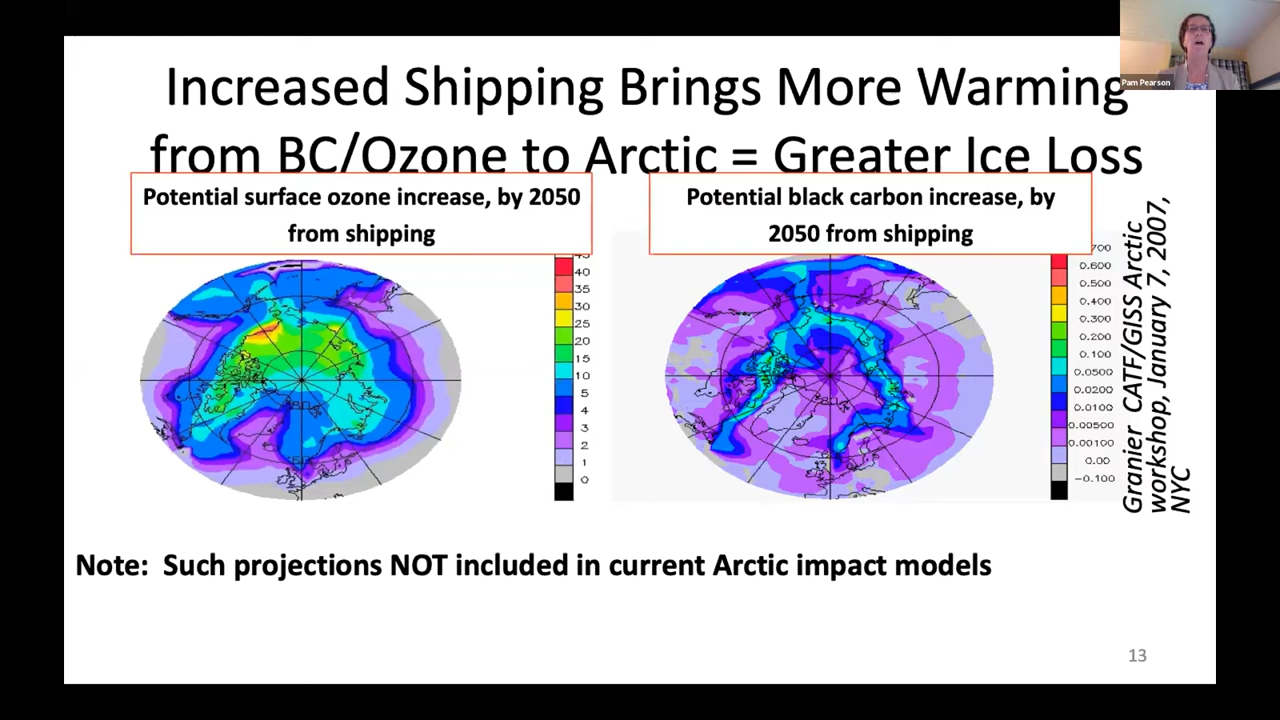 Pam Pearson
Increased Shipping Brings More Warming
from BC/Ozone to Arctic = Greater Ice Loss
Potential surface ozone increase, by 2050
from shipping
Potential black carbon increase, by
2050 from shipping
40
35
30
25
20
15
10
5
4
3
2
1
0
0.600
0.500
0.400
0.300
0.200
0.100
0.0500
0.0200
0.0100
0.00500
0.00100
0.00
-0.100
Granier CATF/GISS Arctic
workshop, January 7, 2007,
NYC
Note: Such projections NOT included in current Arctic impact models
13